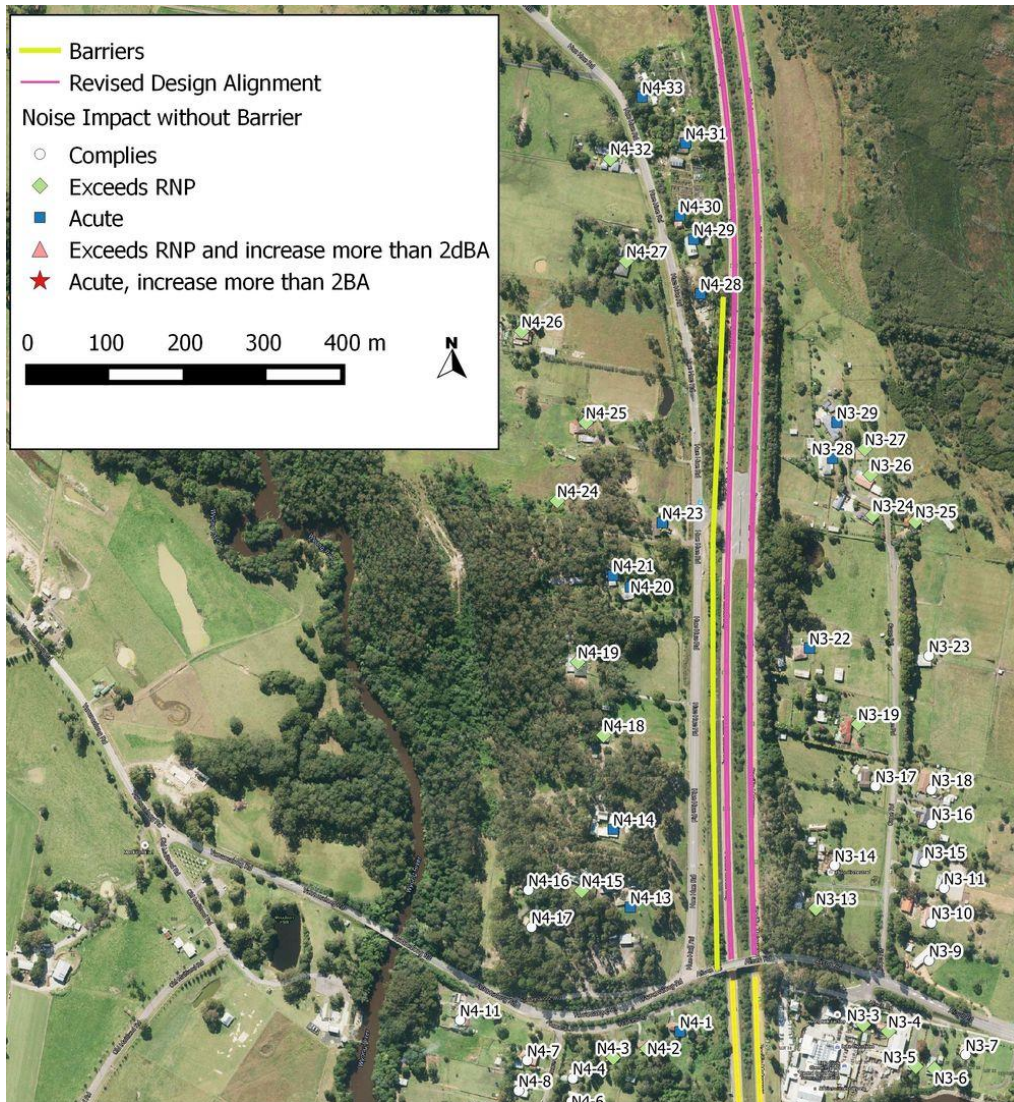 Barriers
Revised Design Alignment
Noise Impact without Barrier
Complies
Exceeds RNP
Acute
Exceeds RNP and increase more than 2dBA
Acute, increase more than 2BA
0 100 200 300 400 m
N
N4-33
N4-31
N4-32
N4-30
N4-29
N4-27
N4-28
N4-26
N3-29
N4-25
N3-27
N3-28
N3-26
N4-24
N3-24
N3-25
N4-23
N4-21
N4-20
N3-22
N3-23
N4-19
N3-19
N4-18
N3-17
N3-18
N3-16
N4-14
N3-14
N3-15
N4-16
N4-15
N3-11
N4-13
N3-13
N3-10
N4-17
N3-9
N4-11
N4-1
N3-3
N3-4
N4-7
N4-3
N4-2
N3-5
N3-7
N4-8
N4-4
N3-6
N4-6